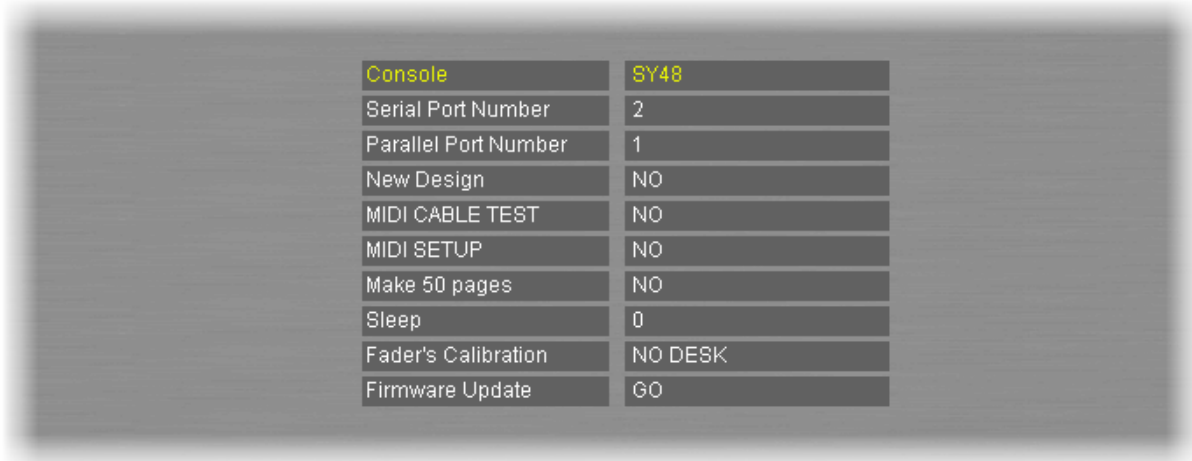 Console SY48
Serial Port Number 2
Parallel Port Number 1
New Design NO
MIDI CABLE TEST NO
MIDI SETUP NO
Make 50 pages NO
Sleep 0
Fader's Calibration NO DESK
Firmware Update GO